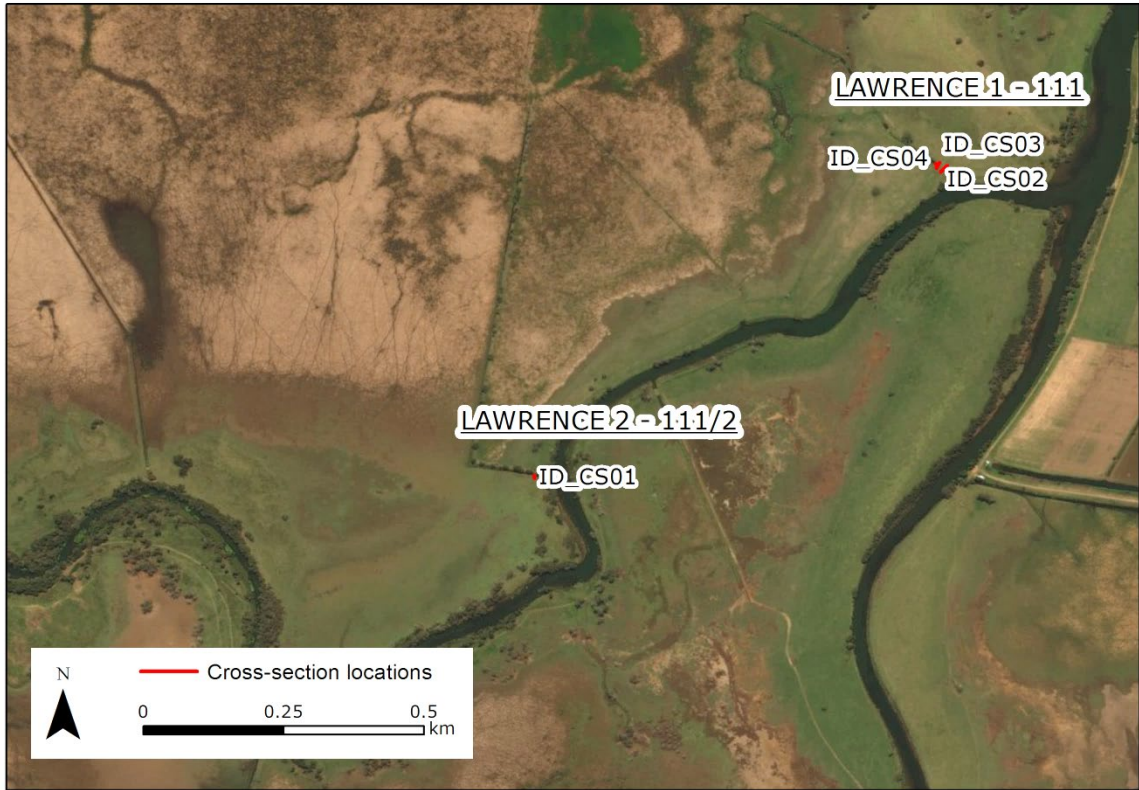 LAWRENCE 1 - 111
ID_CS03
ID_CS04
ID_CS02
LAWRENCE 2 - 111/2
ID_CS01
N
Cross-section locations
0 0.25 0.5
km